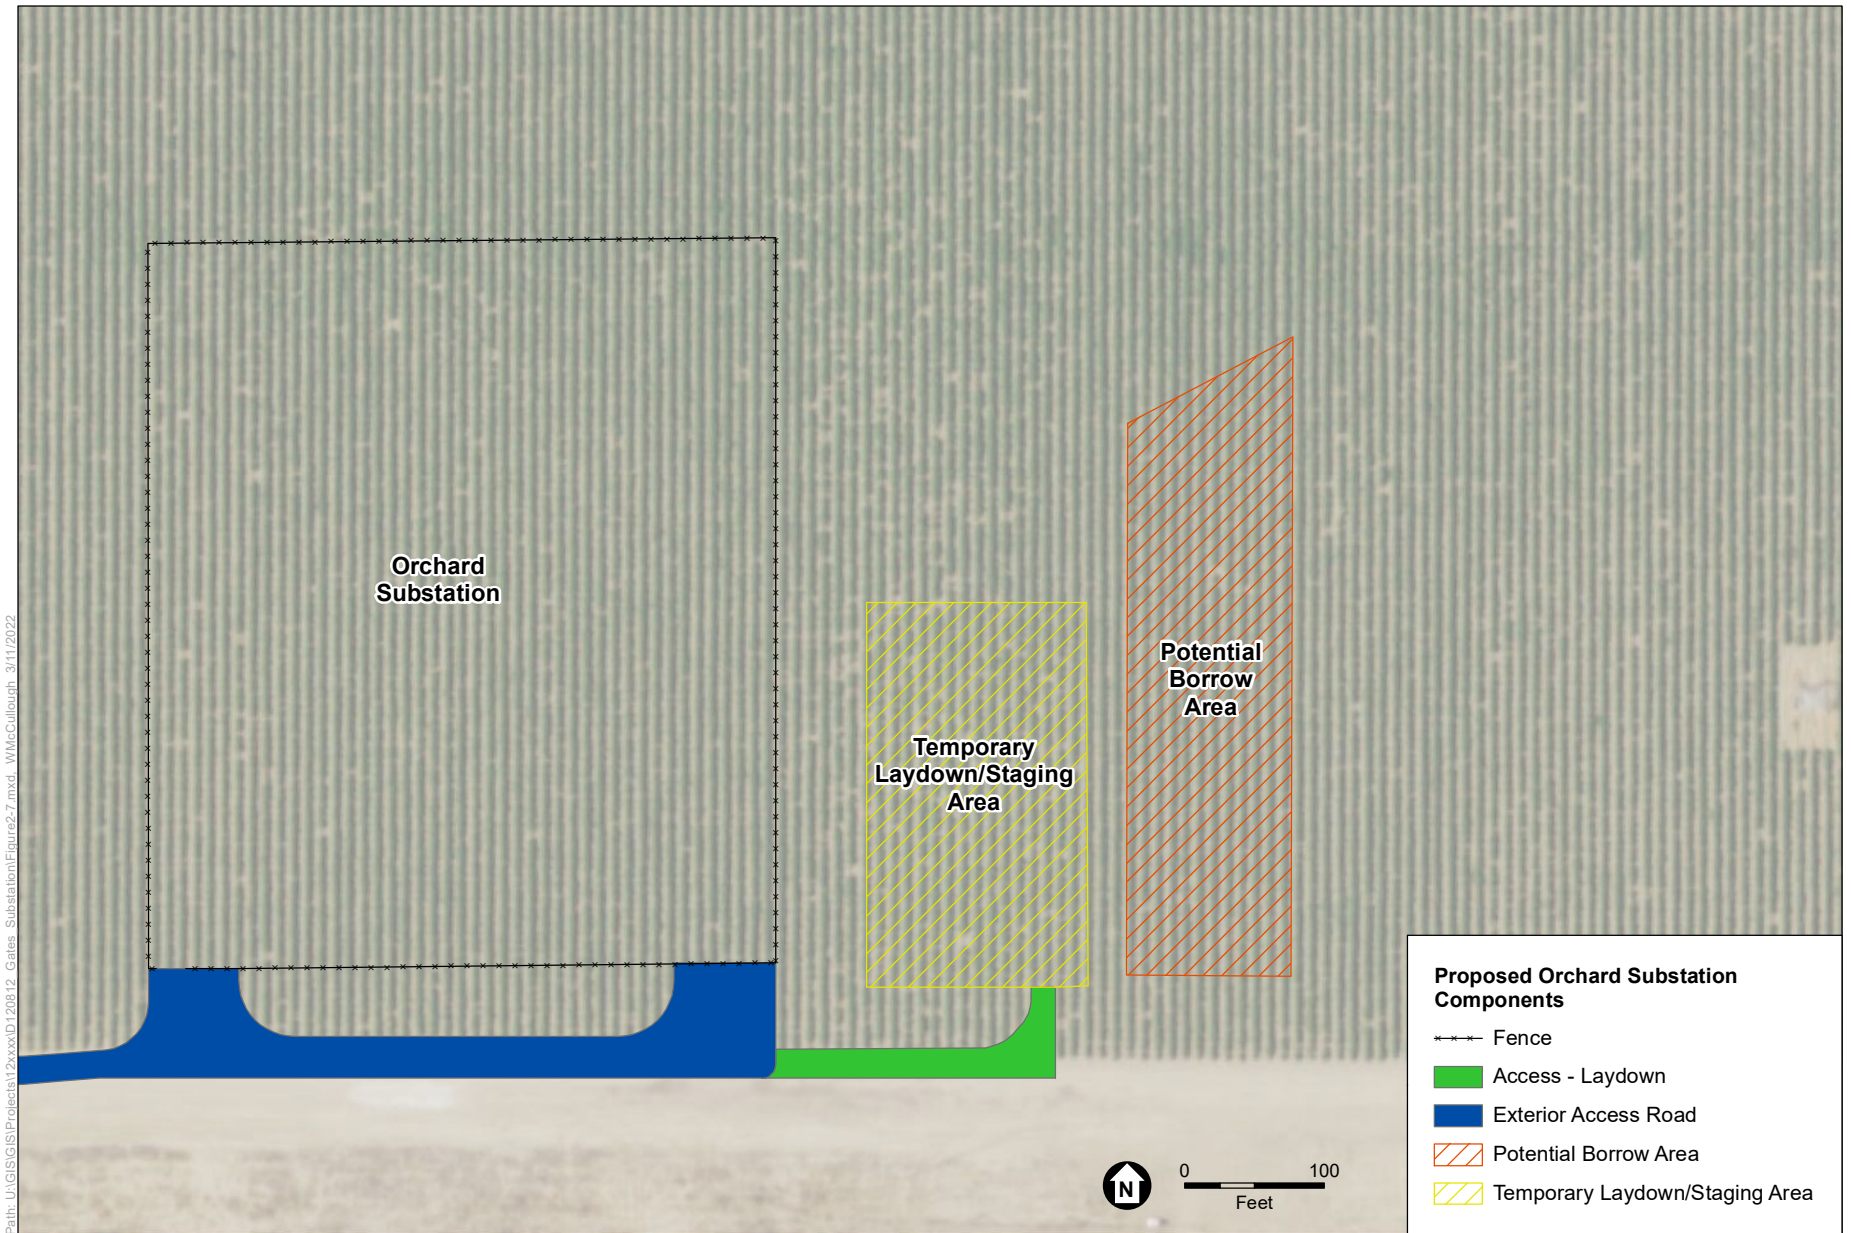 Orchard
Substation
Potential
Borrow
Area
Temporary
Laydown/Staging
Area
Proposed Orchard Substation
Components
Fence
Access - Laydown
Exterior Access Road
Potential Borrow Area
Temporary Laydown/Staging Area
N
0 100
Feet
Path: U:\GIS\GIS\Projects\12xxxx\D120812_Gates_Substation\Figure2-7.mxd, WMcCullough 3/11/2022